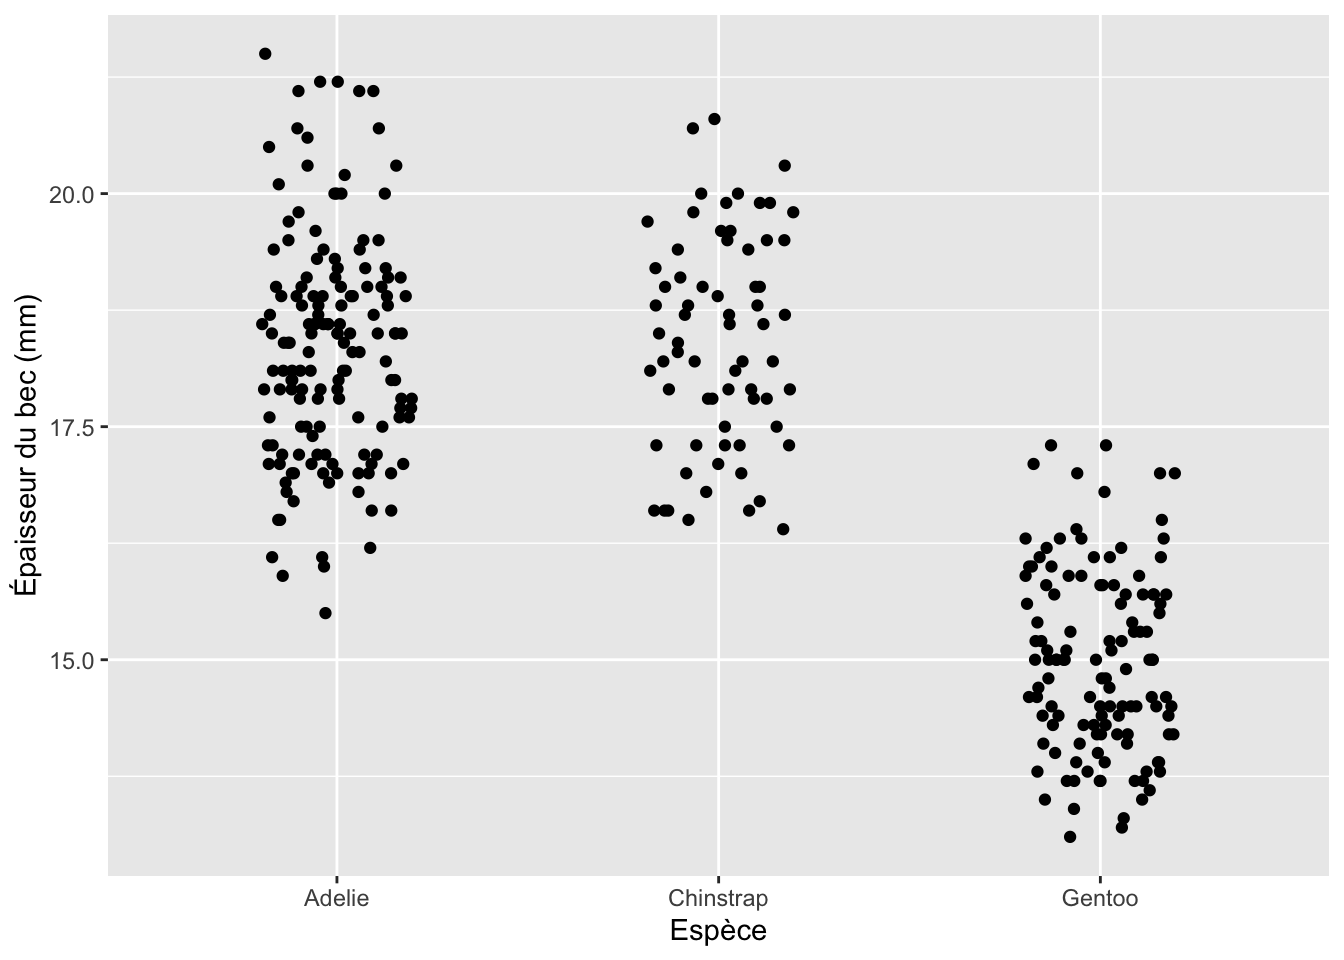 Épaisseur du bec (mm)
20.0
17.5
15.0
Adelie
Chinstrap
Gentoo
Espèce